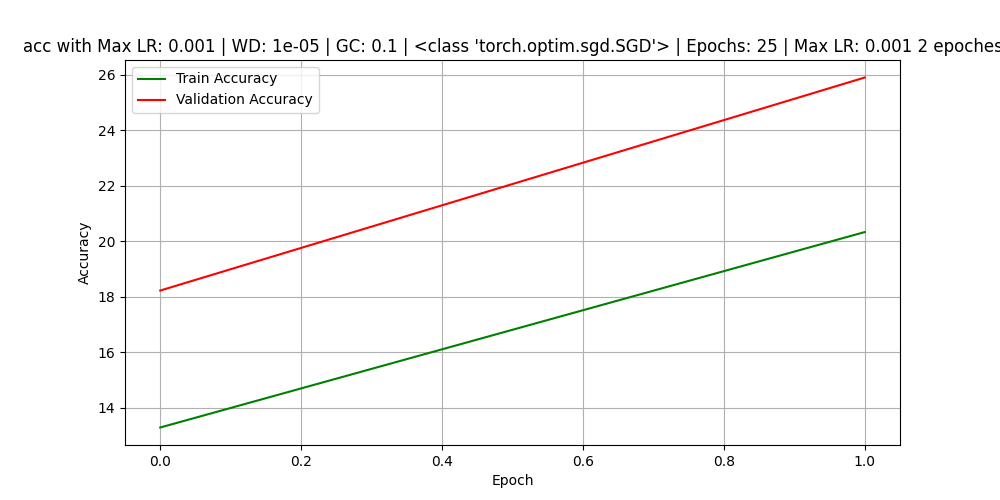 acc with Max LR: 0.001 | WD: 1e-05 | GC: 0.1 | <class 'torch.optim.sgd.SGD'> | Epochs: 25 | Max LR: 0.001 2 epoches
Train Accuracy
Validation Accuracy
26
24
22
20
18
16
14
Accuracy
0.0 0.2 0.4 0.6 0.8 1.0
Epoch